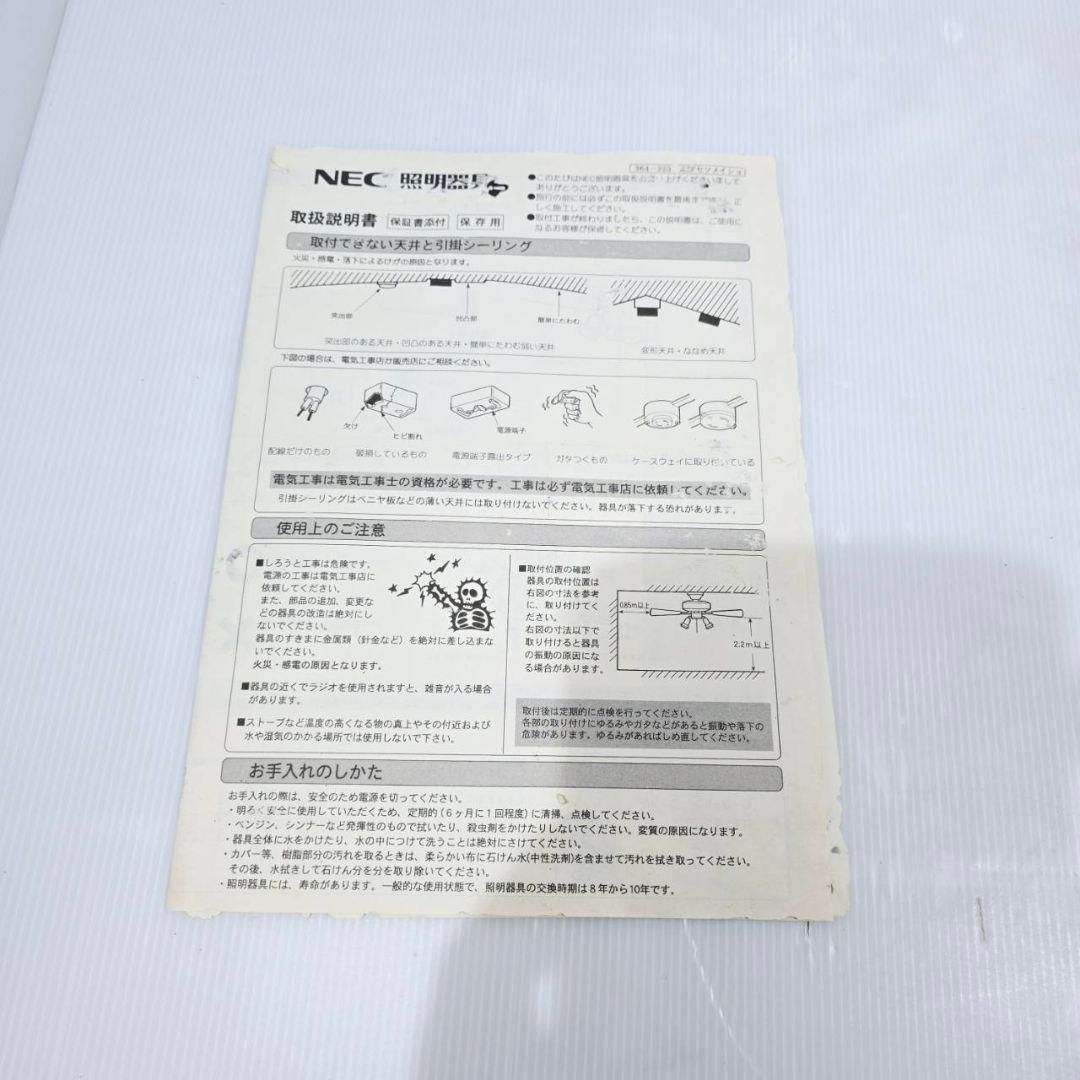 NEC 照明器具
取扱説明書 保証書添付 保存用
●このたびはNEC照明器具をお買い上げくださいまして
ありがとうございます。
●施行の前には必ずこの取扱説明書を
しく施工してください。
●取付工事が終わりましたら、この説明書は、ご使用に
なるお客様が保管してください。
取付できない天井と引掛シーリング
火災・感電・落下によるけがの原因となります。
突出部
凹凸部
簡単にたわむ
突出部のある天井・凹凸のある天井・簡単にたわむ弱い天井
変形天井・ななめ天井
下図の場合は、電気工事店か販売店にご相談ください。
欠け
ヒビ割れ
電源端子
配線だけのもの
破損しているもの
電源端子露出タイプ
ガタつくもの
ケースウェイに取り付いている
電気工事は電気工事士の資格が必要です。工事は必ず電気工事店に依頼してください。
引掛シーリングはベニヤ板などの薄い天井には取り付けないでください。器具が落下する恐れがあります。
使用上のご注意
■しろうと工事は危険です。
電源の工事は電気工事店に
依頼してください。
また、部品の追加、変更な
どの器具の改造は絶対にし
ないでください。
器具のすきまに金属類（針金など）を絶対に差し込まな
いでください。
火災・感電の原因となります。
■器具の近くでラジオを使用されますと、雑音が入る場合
があります。
■ストーブなど温度の高くなる物の真上やその付近および
水や湿気のかかる場所では使用しないで下さい。
■取付位置の確認
器具の取付位置は
右図の寸法を参考
に、取り付けてく
ださい。
右図の寸法以下で
取り付けると器具
の振動の原因にな
る場合があります。
0.85m以上
2.2m以上
取付後は定期的に点検を行ってください。
各部の取り付けにゆるみやガタなどがあると振動や落下の
危険があります。ゆるみがあればしめ直してください。
お手入れのしかた
お手入れの際は、安全のため電源を切ってください。
・明るく安全に使用していただくため、定期的（6ヶ月に1回程度）に清掃、点検してください。
・ベンジン、シンナーなど発揮性のもので拭いたり、殺虫剤をかけたりしないでください。変質の原因になります。
・器具全体に水をかけたり、水の中につけて洗うことは絶対にさけてください。
・カバー等、樹脂部分の汚れを取るときは、柔らかい布に石けん水(中性洗剤)を含ませて汚れを拭き取ってください。
その後、水拭きして石けん分を分を取り除いてください。
・照明器具には、寿命があります。一般的な使用状態で、照明器具の交換時期は8年から10年です。